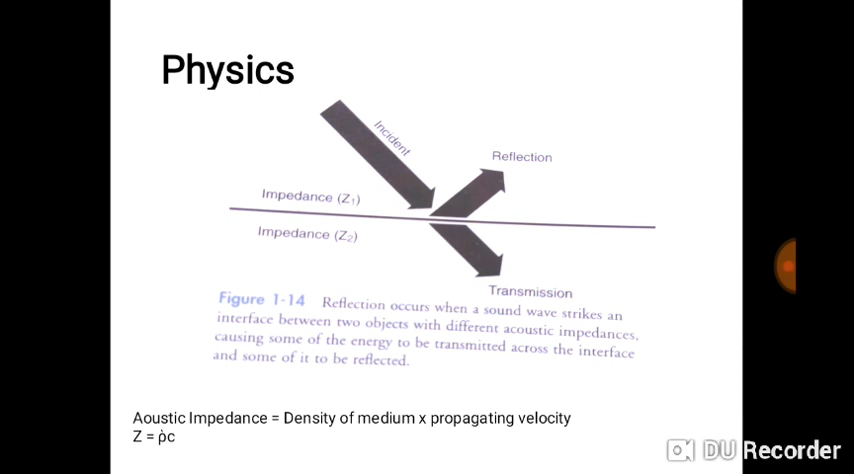 Physics
Incident
Reflection
Impedance (Z₁)
Impedance (Z₂)
Transmission
Figure 1-14 Reflection occurs when a sound wave strikes an
interface between two objects with different acoustic impedances,
causing some of the energy to be transmitted across the interface
and some of it to be reflected.
Aoustic Impedance = Density of medium x propagating velocity
Z = ṗc
DU Recorder